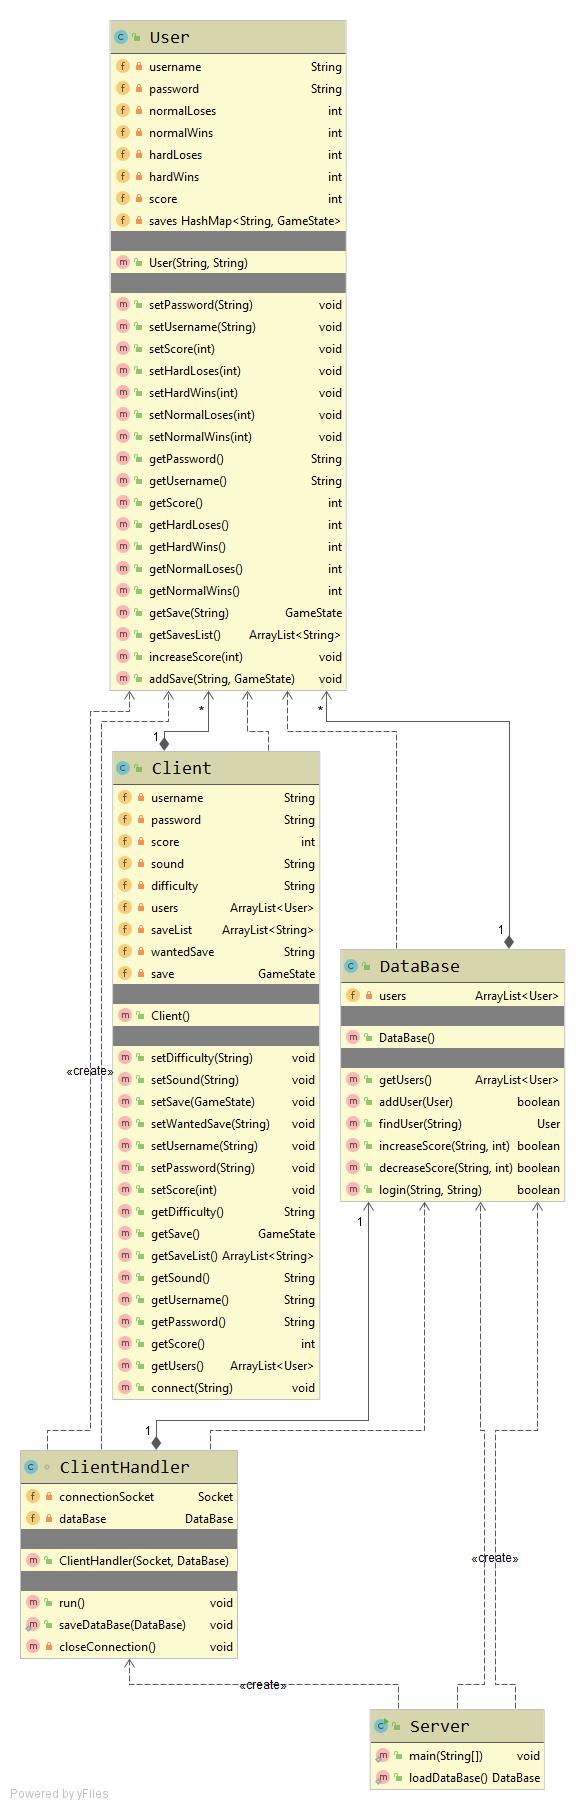 User
username String
password String
normalLoses int
normalWins int
hardLoses int
hardWins int
score int
saves HashMap<String, GameState>
User(String, String)
setPassword(String) void
setUsername(String) void
setScore(int) void
setHardLoses(int) void
setHardWins(int) void
setNormalLoses(int) void
setNormalWins(int) void
getPassword() String
getUsername() String
getScore() int
getHardLoses() int
getHardWins() int
getNormalLoses() int
getNormalWins() int
getSave(String) GameState
getSavesList() ArrayList<String>
increaseScore(int) void
addSave(String, GameState) void
* *
1
Client
username String
password String
score int
sound String
difficulty String
users ArrayList<User>
saveList ArrayList<String>
wantedSave String
save GameState
Client()
setDifficulty(String) void
setSound(String) void
setSave(GameState) void
setWantedSave(String) void
setUsername(String) void
setPassword(String) void
setScore(int) void
getDifficulty() String
getSave() GameState
getSaveList() ArrayList<String>
getSound() String
getUsername() String
getPassword() String
getScore() int
getUsers() ArrayList<User>
connect(String) void
1
DataBase
users ArrayList<User>
DataBase()
getUsers() ArrayList<User>
addUser(User) boolean
findUser(String) User
increaseScore(String, int) boolean
decreaseScore(String, int) boolean
login(String, String) boolean
«create»
1
1
ClientHandler
connectionSocket Socket
dataBase DataBase
ClientHandler(Socket, DataBase)
run() void
saveDataBase(DataBase) void
closeConnection() void
«create»
«create»
Server
main(String[]) void
loadDataBase() DataBase
Powered by yFiles